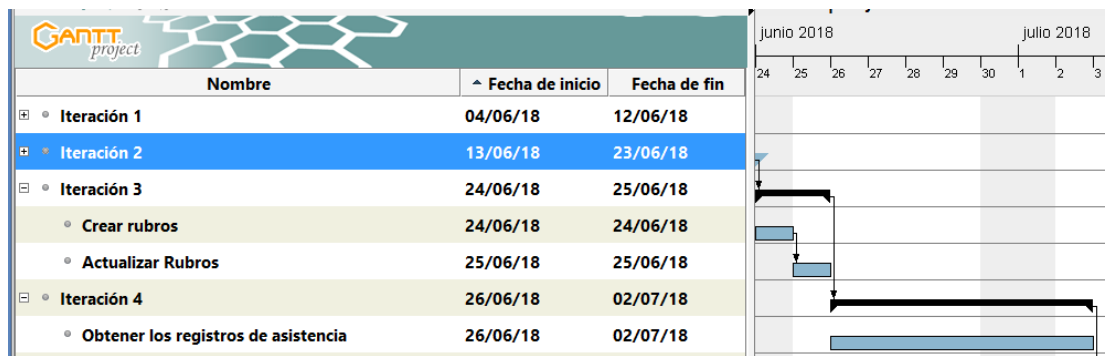 GANTT
project
junio 2018 julio 2018
24 25 26 27 28 29 30 1 2 3
Nombre Fecha de inicio Fecha de fin
Iteración 1 04/06/18 12/06/18
Iteración 2 13/06/18 23/06/18
Iteración 3 24/06/18 25/06/18
Crear rubros 24/06/18 24/06/18
Actualizar Rubros 25/06/18 25/06/18
Iteración 4 26/06/18 02/07/18
Obtener los registros de asistencia 26/06/18 02/07/18